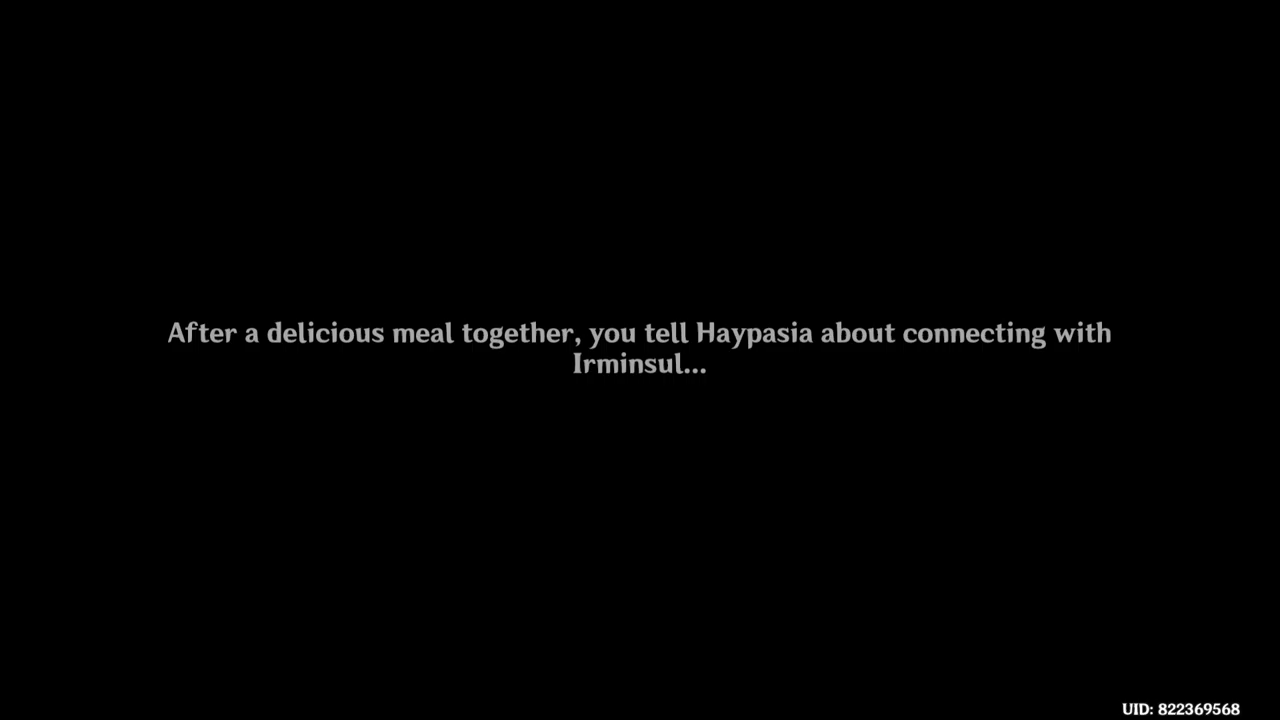 After a delicious meal together, you tell Haypasia about connecting with
Irminsul...
UID: 822369568